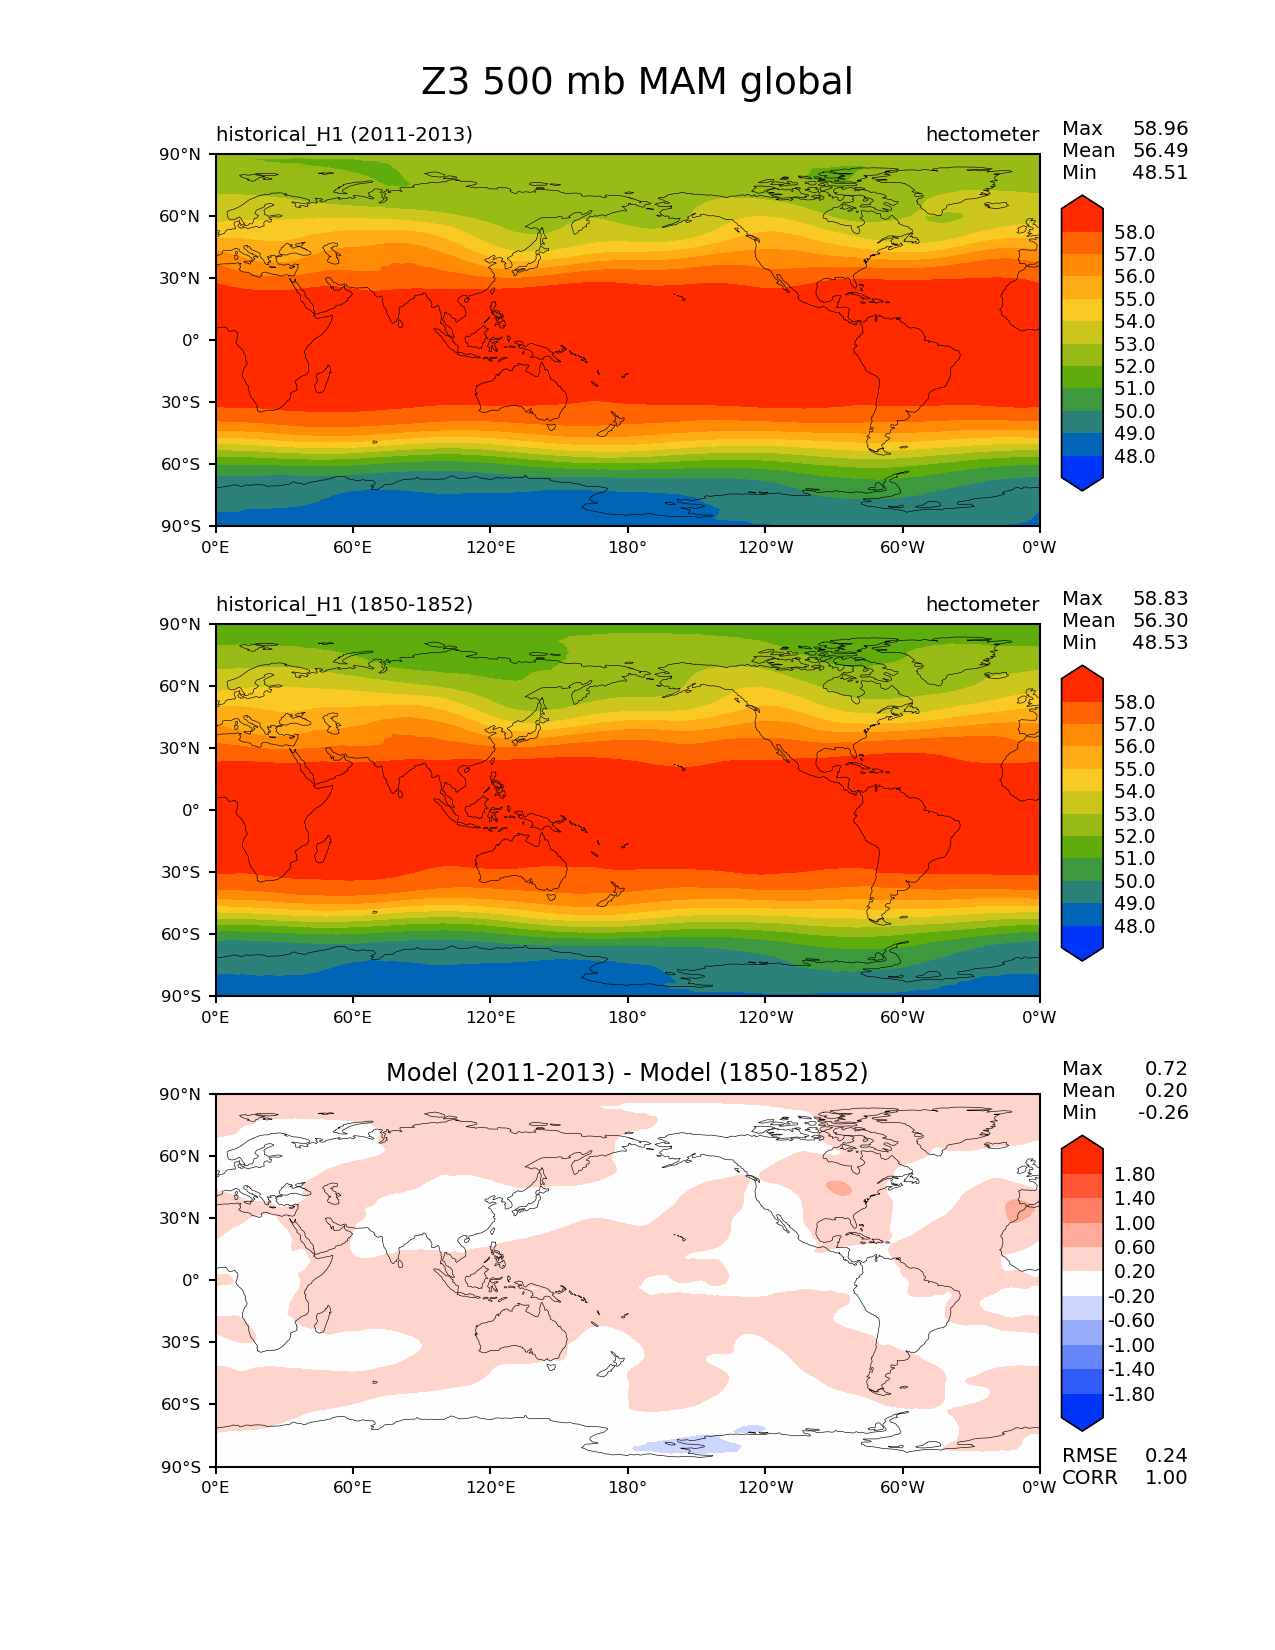 Z3 500 mb MAM global
historical_H1 (2011-2013) hectometer
Max 58.96
Mean 56.49
Min 48.51
90°N
60°N
30°N
0°
30°S
60°S
90°S
0°E 60°E 120°E 180° 120°W 60°W 0°W
58.0
57.0
56.0
55.0
54.0
53.0
52.0
51.0
50.0
49.0
48.0
historical_H1 (1850-1852) hectometer
Max 58.83
Mean 56.30
Min 48.53
90°N
60°N
30°N
0°
30°S
60°S
90°S
0°E 60°E 120°E 180° 120°W 60°W 0°W
58.0
57.0
56.0
55.0
54.0
53.0
52.0
51.0
50.0
49.0
48.0
Model (2011-2013) - Model (1850-1852)
Max 0.72
Mean 0.20
Min -0.26
90°N
60°N
30°N
0°
30°S
60°S
90°S
0°E 60°E 120°E 180° 120°W 60°W 0°W
1.80
1.40
1.00
0.60
0.20
-0.20
-0.60
-1.00
-1.40
-1.80
RMSE 0.24
CORR 1.00